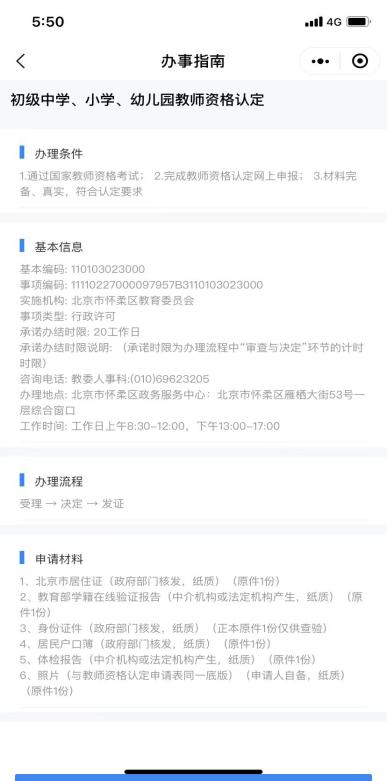 5:50
4G
办事指南
初级中学、小学、幼儿园教师资格认定
办理条件
1.通过国家教师资格考试； 2.完成教师资格认定网上申报； 3.材料完
备、真实，符合认定要求
基本信息
基本编码: 110103023000
事项编码: 11110227000097957B3110103023000
实施机构: 北京市怀柔区教育委员会
事项类型: 行政许可
承诺办结时限: 20工作日
承诺办结时限说明: （承诺时限为办理流程中“审查与决定”环节的计时
时限）
咨询电话: 教委人事科:(010)69623205
办理地点: 北京市怀柔区政务服务中心：北京市怀柔区雁栖大街53号一
层综合窗口
工作时间: 工作日上午8:30-12:00，下午13:00-17:00
办理流程
受理 → 决定 → 发证
申请材料
1、北京市居住证（政府部门核发，纸质）（原件1份）
2、教育部学籍在线验证报告（中介机构或法定机构产生，纸质）（原
件1份）
3、身份证件（政府部门核发，纸质）（正本原件1份仅供查验）
4、居民户口簿（政府部门核发，纸质）（原件1份）
5、体检报告（中介机构或法定机构产生，纸质）（原件1份）
6、照片（与教师资格认定申请表同一底版）（申请人自备，纸质）
（原件1份）